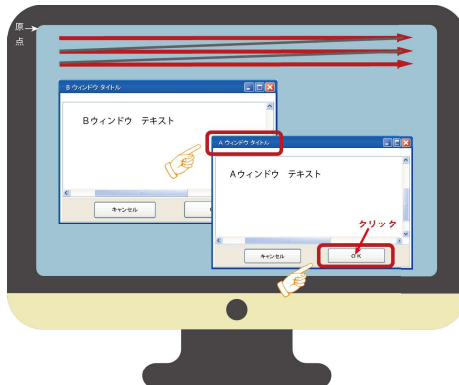 原
点
B ウィンドウ タイトル
Bウィンドウ　テキスト
A ウィンドウ タイトル
Aウィンドウ　テキスト
クリック
キャンセル
キャンセル
O K